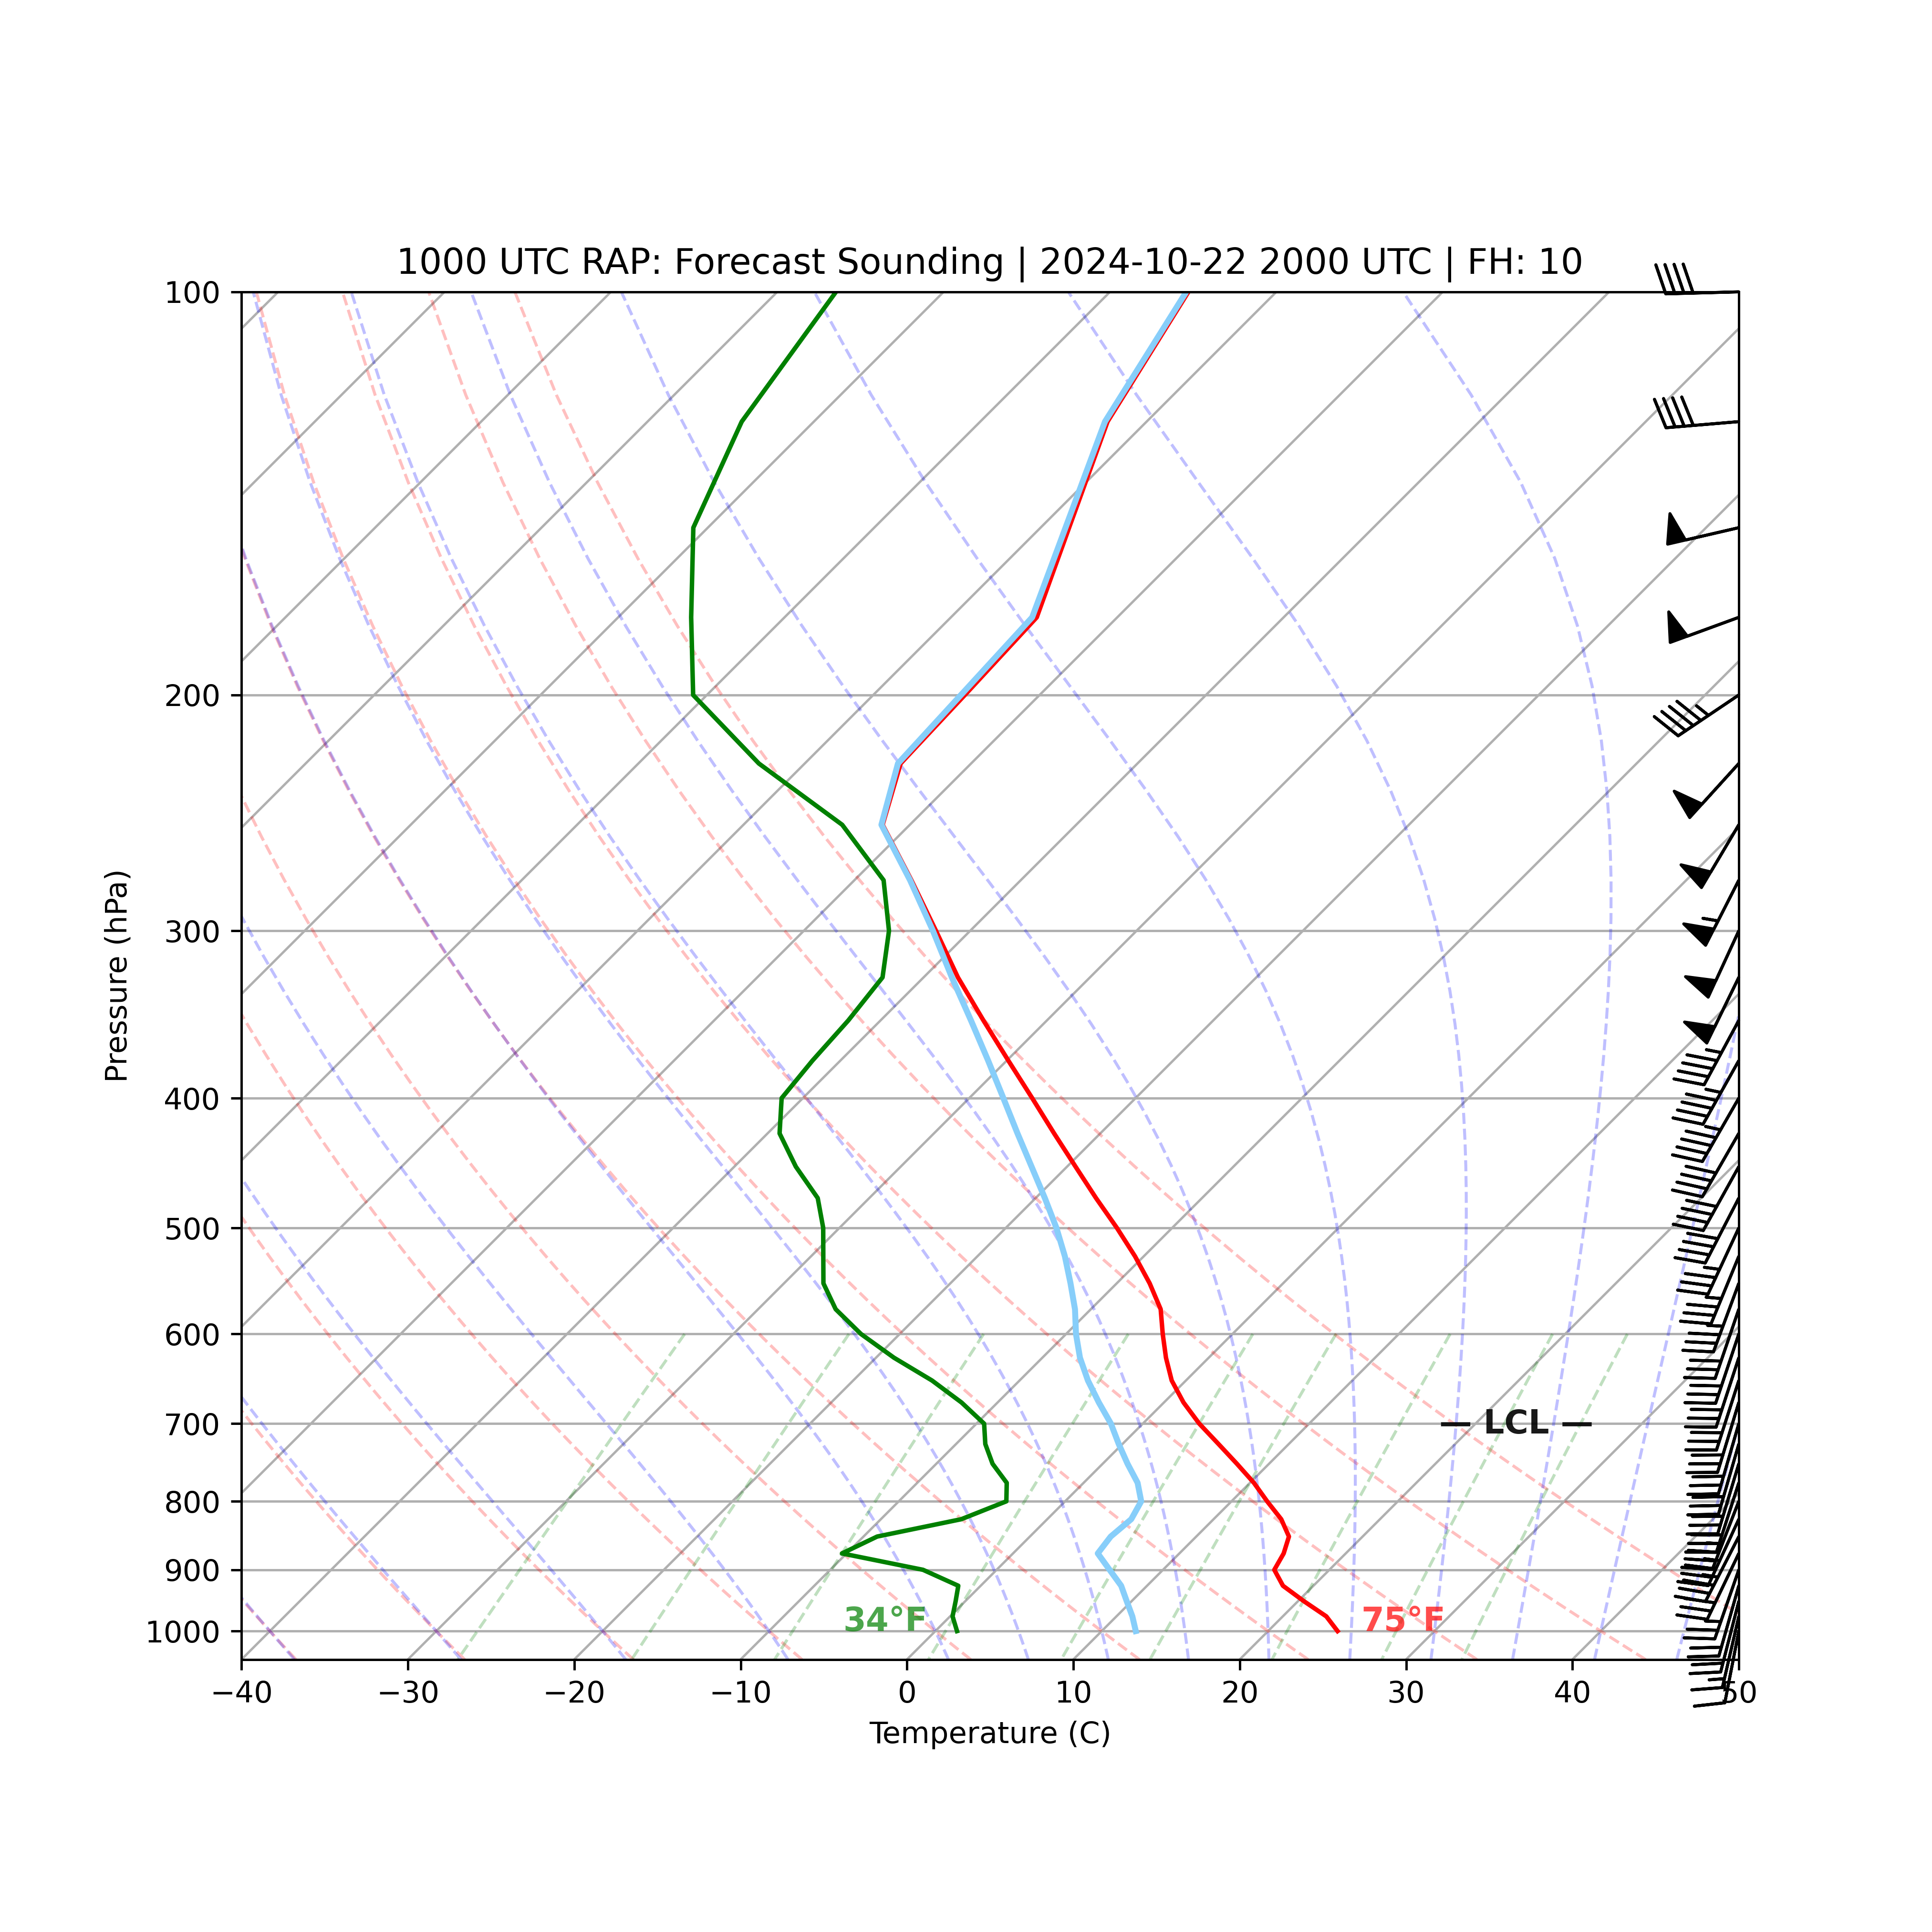 1000 UTC RAP: Forecast Sounding | 2024-10-22 2000 UTC | FH: 10
100
200
300
400
500
600
700
800
900
1000
Pressure (hPa)
— LCL —
34°F
75°F
−40 −30 −20 −10 0 10 20 30 40 50
Temperature (C)